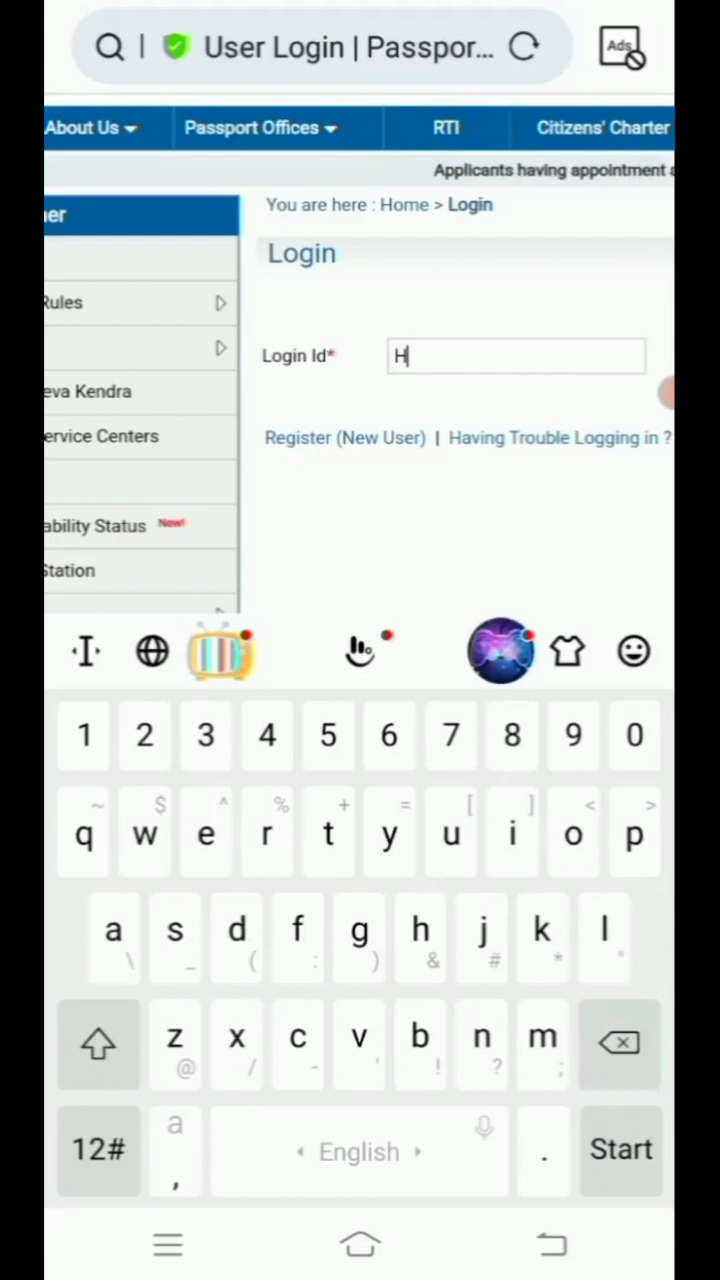 User Login | Passpor...
Ads
About Us
Passport Offices
RTI
Citizens' Charter
Applicants having appointment
You are here : Home > Login
er
Login
Rules
Login Id* H
eva Kendra
ervice Centers
Register (New User) | Having Trouble Logging in ?
ability Status New!
Station
1 2 3 4 5 6 7 8 9 0
~ $ ^ % + = [ ] < >
q w e r t y u i o p
a s d f g h j k l
\ _ ( : ) & # * °
z x c v b n m
@ / - ' ! ? ;
12# a , English . Start